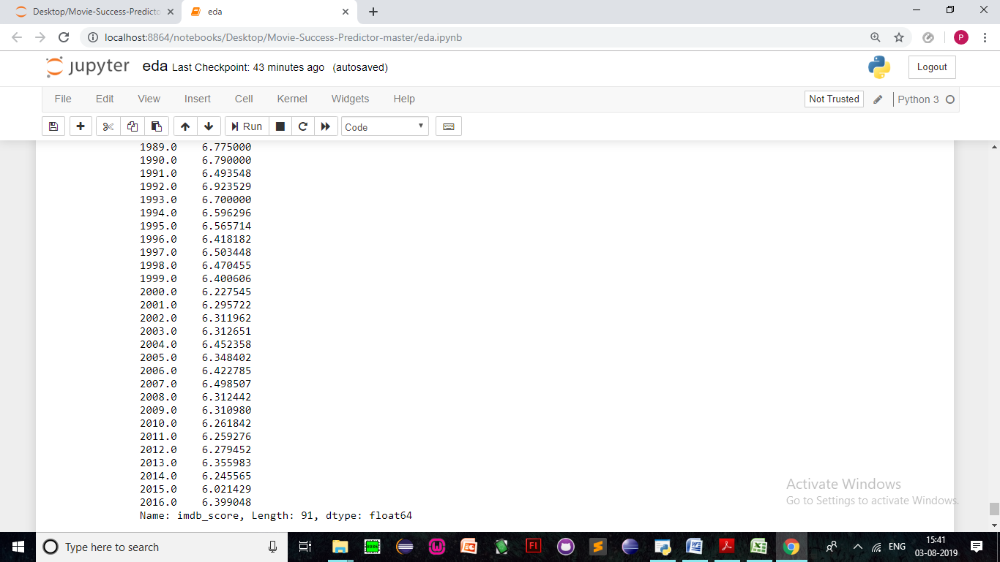 Desktop/Movie-Success-Predicto
eda
localhost:8864/notebooks/Desktop/Movie-Success-Predictor-master/eda.ipynb
P
jupyter eda Last Checkpoint: 43 minutes ago (autosaved)
Logout
File Edit View Insert Cell Kernel Widgets Help
Not Trusted
Python 3
Run
Code
1989.0 6.775000
1990.0 6.790000
1991.0 6.493548
1992.0 6.923529
1993.0 6.700000
1994.0 6.596296
1995.0 6.565714
1996.0 6.418182
1997.0 6.503448
1998.0 6.470455
1999.0 6.400606
2000.0 6.227545
2001.0 6.295722
2002.0 6.311962
2003.0 6.312651
2004.0 6.452358
2005.0 6.348402
2006.0 6.422785
2007.0 6.498507
2008.0 6.312442
2009.0 6.310980
2010.0 6.261842
2011.0 6.259276
2012.0 6.279452
2013.0 6.355983
2014.0 6.245565
2015.0 6.021429
2016.0 6.399048
Name: imdb_score, Length: 91, dtype: float64
Activate Windows
Go to Settings to activate Windows.
Type here to search
ENG
15:41
03-08-2019